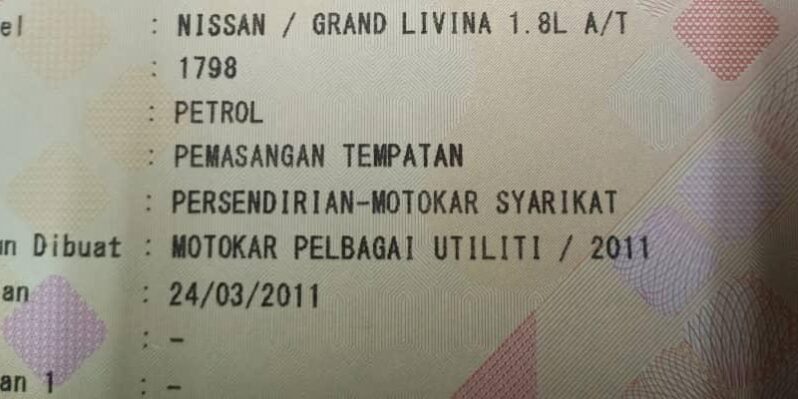 el : NISSAN / GRAND LIVINA 1.8L A/T
: 1798
: PETROL
: PEMASANGAN TEMPATAN
: PERSENDIRIAN-MOTOKAR SYARIKAT
un Dibuat : MOTOKAR PELBAGAI UTILITI / 2011
an : 24/03/2011
: -
an 1 : -